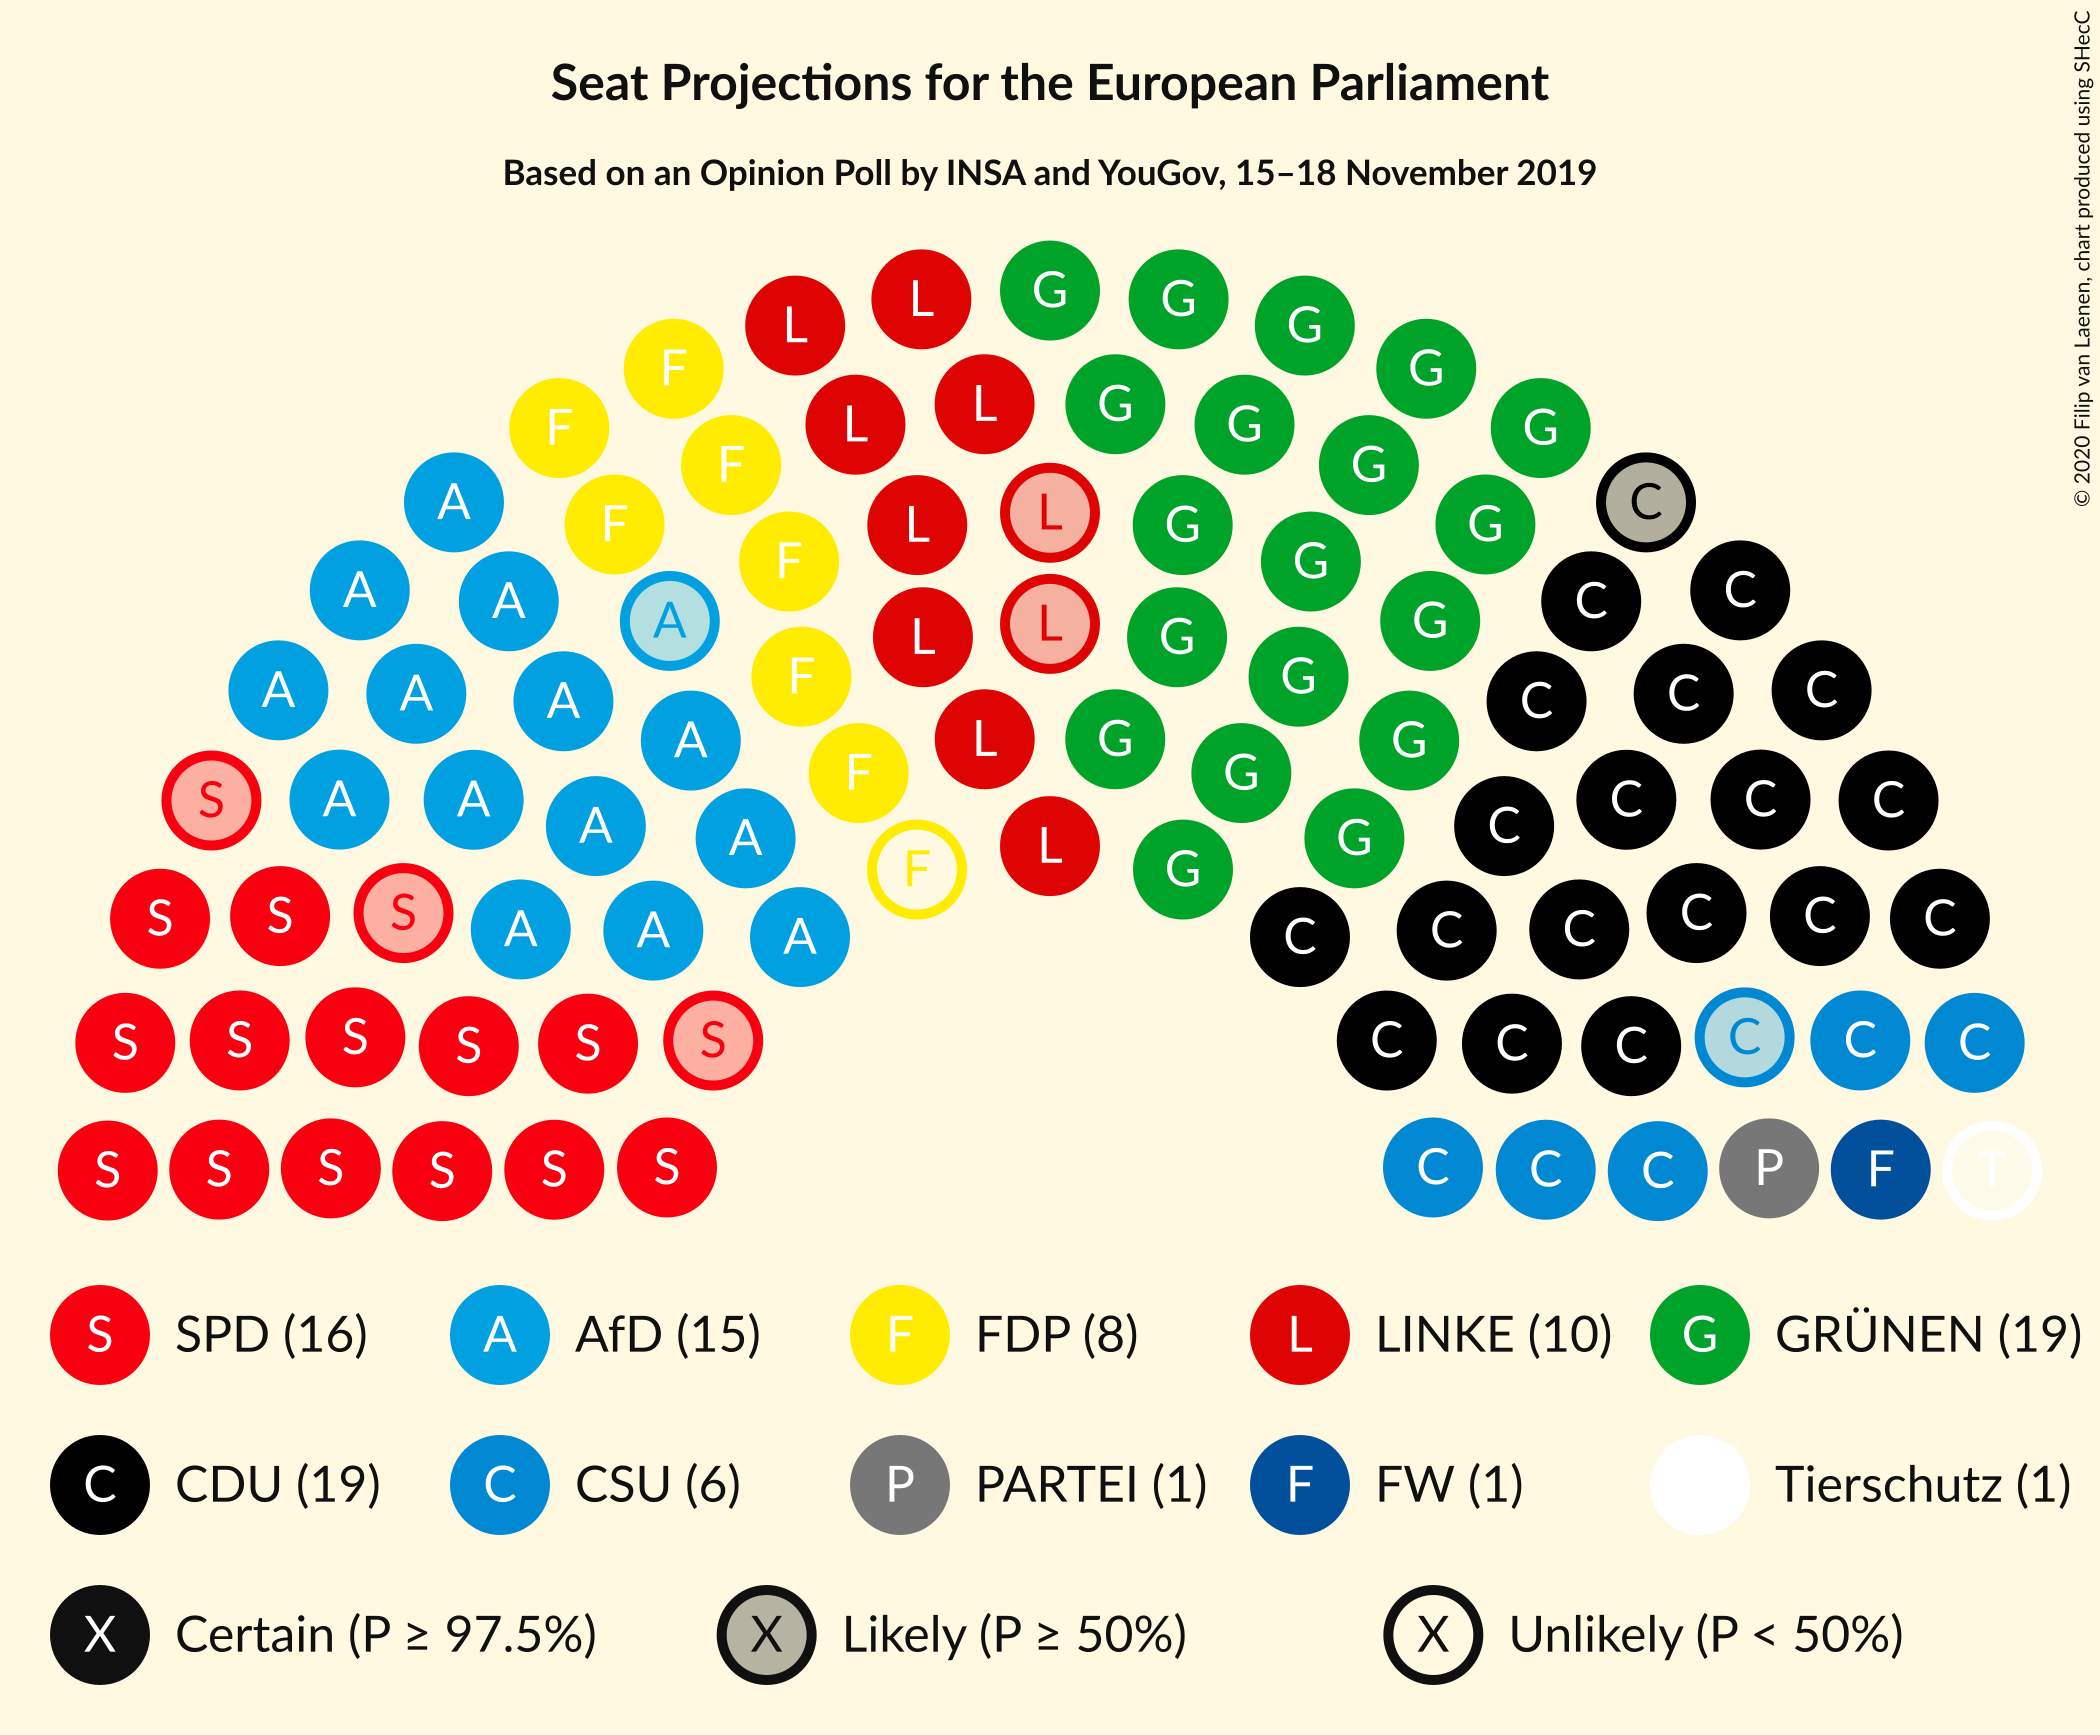 Seat Projections for the European Parliament
Based on an Opinion Poll by INSA and YouGov, 15–18 November 2019
© 2020 Filip van Laenen, chart produced using SHecC
L L G G G
F L L G G G
F F L L G G G G
A F F L L G G G C
A A A F L L G G G C C
A A A A F L G G G C C C
S A A A A F L G G C C C C
S S S A A A F G C C C C C C
S S S S S S C C C C C C
S S S S S S C C C P F T
S SPD (16) A AfD (15) F FDP (8) L LINKE (10) G GRÜNEN (19)
C CDU (19) C CSU (6) P PARTEI (1) F FW (1) Tierschutz (1)
X Certain (P ≥ 97.5%) X Likely (P ≥ 50%) X Unlikely (P < 50%)